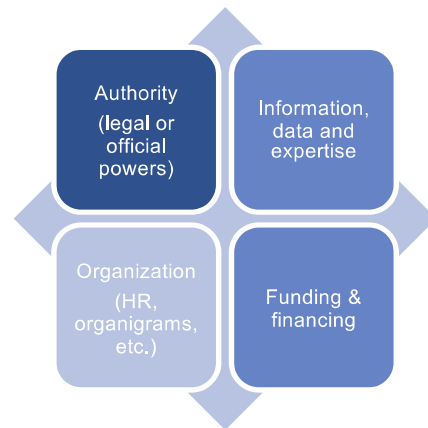 Authority
(legal or
official
powers)
Information,
data and
expertise
Organization
(HR,
organigrams,
etc.)
Funding &
financing